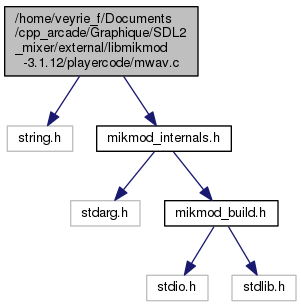 /home/veyrie_f/Documents
/cpp_arcade/Graphique/SDL2
_mixer/external/libmikmod
-3.1.12/playercode/mwav.c
string.h
mikmod_internals.h
stdarg.h
mikmod_build.h
stdio.h
stdlib.h